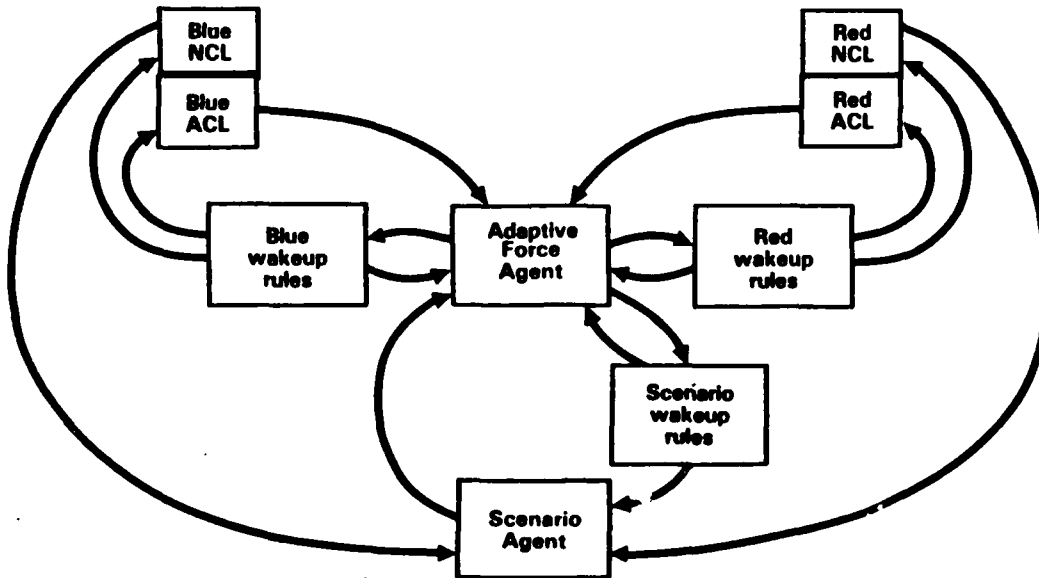 Blue
NCL
Blue
ACL
Red
NCL
Red
ACL
Blue
wakeup
rules
Adaptive
Force
Agent
Red
wakeup
rules
Scenario
wakeup
rules
Scenario
Agent